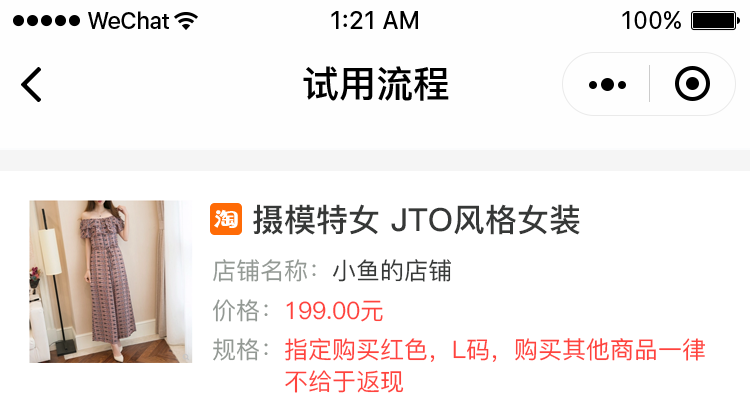 WeChat 1:21 AM 100%
试用流程
淘 摄模特女 JTO风格女装
店铺名称：小鱼的店铺
价格：199.00元
规格：指定购买红色，L码，购买其他商品一律
不给于返现